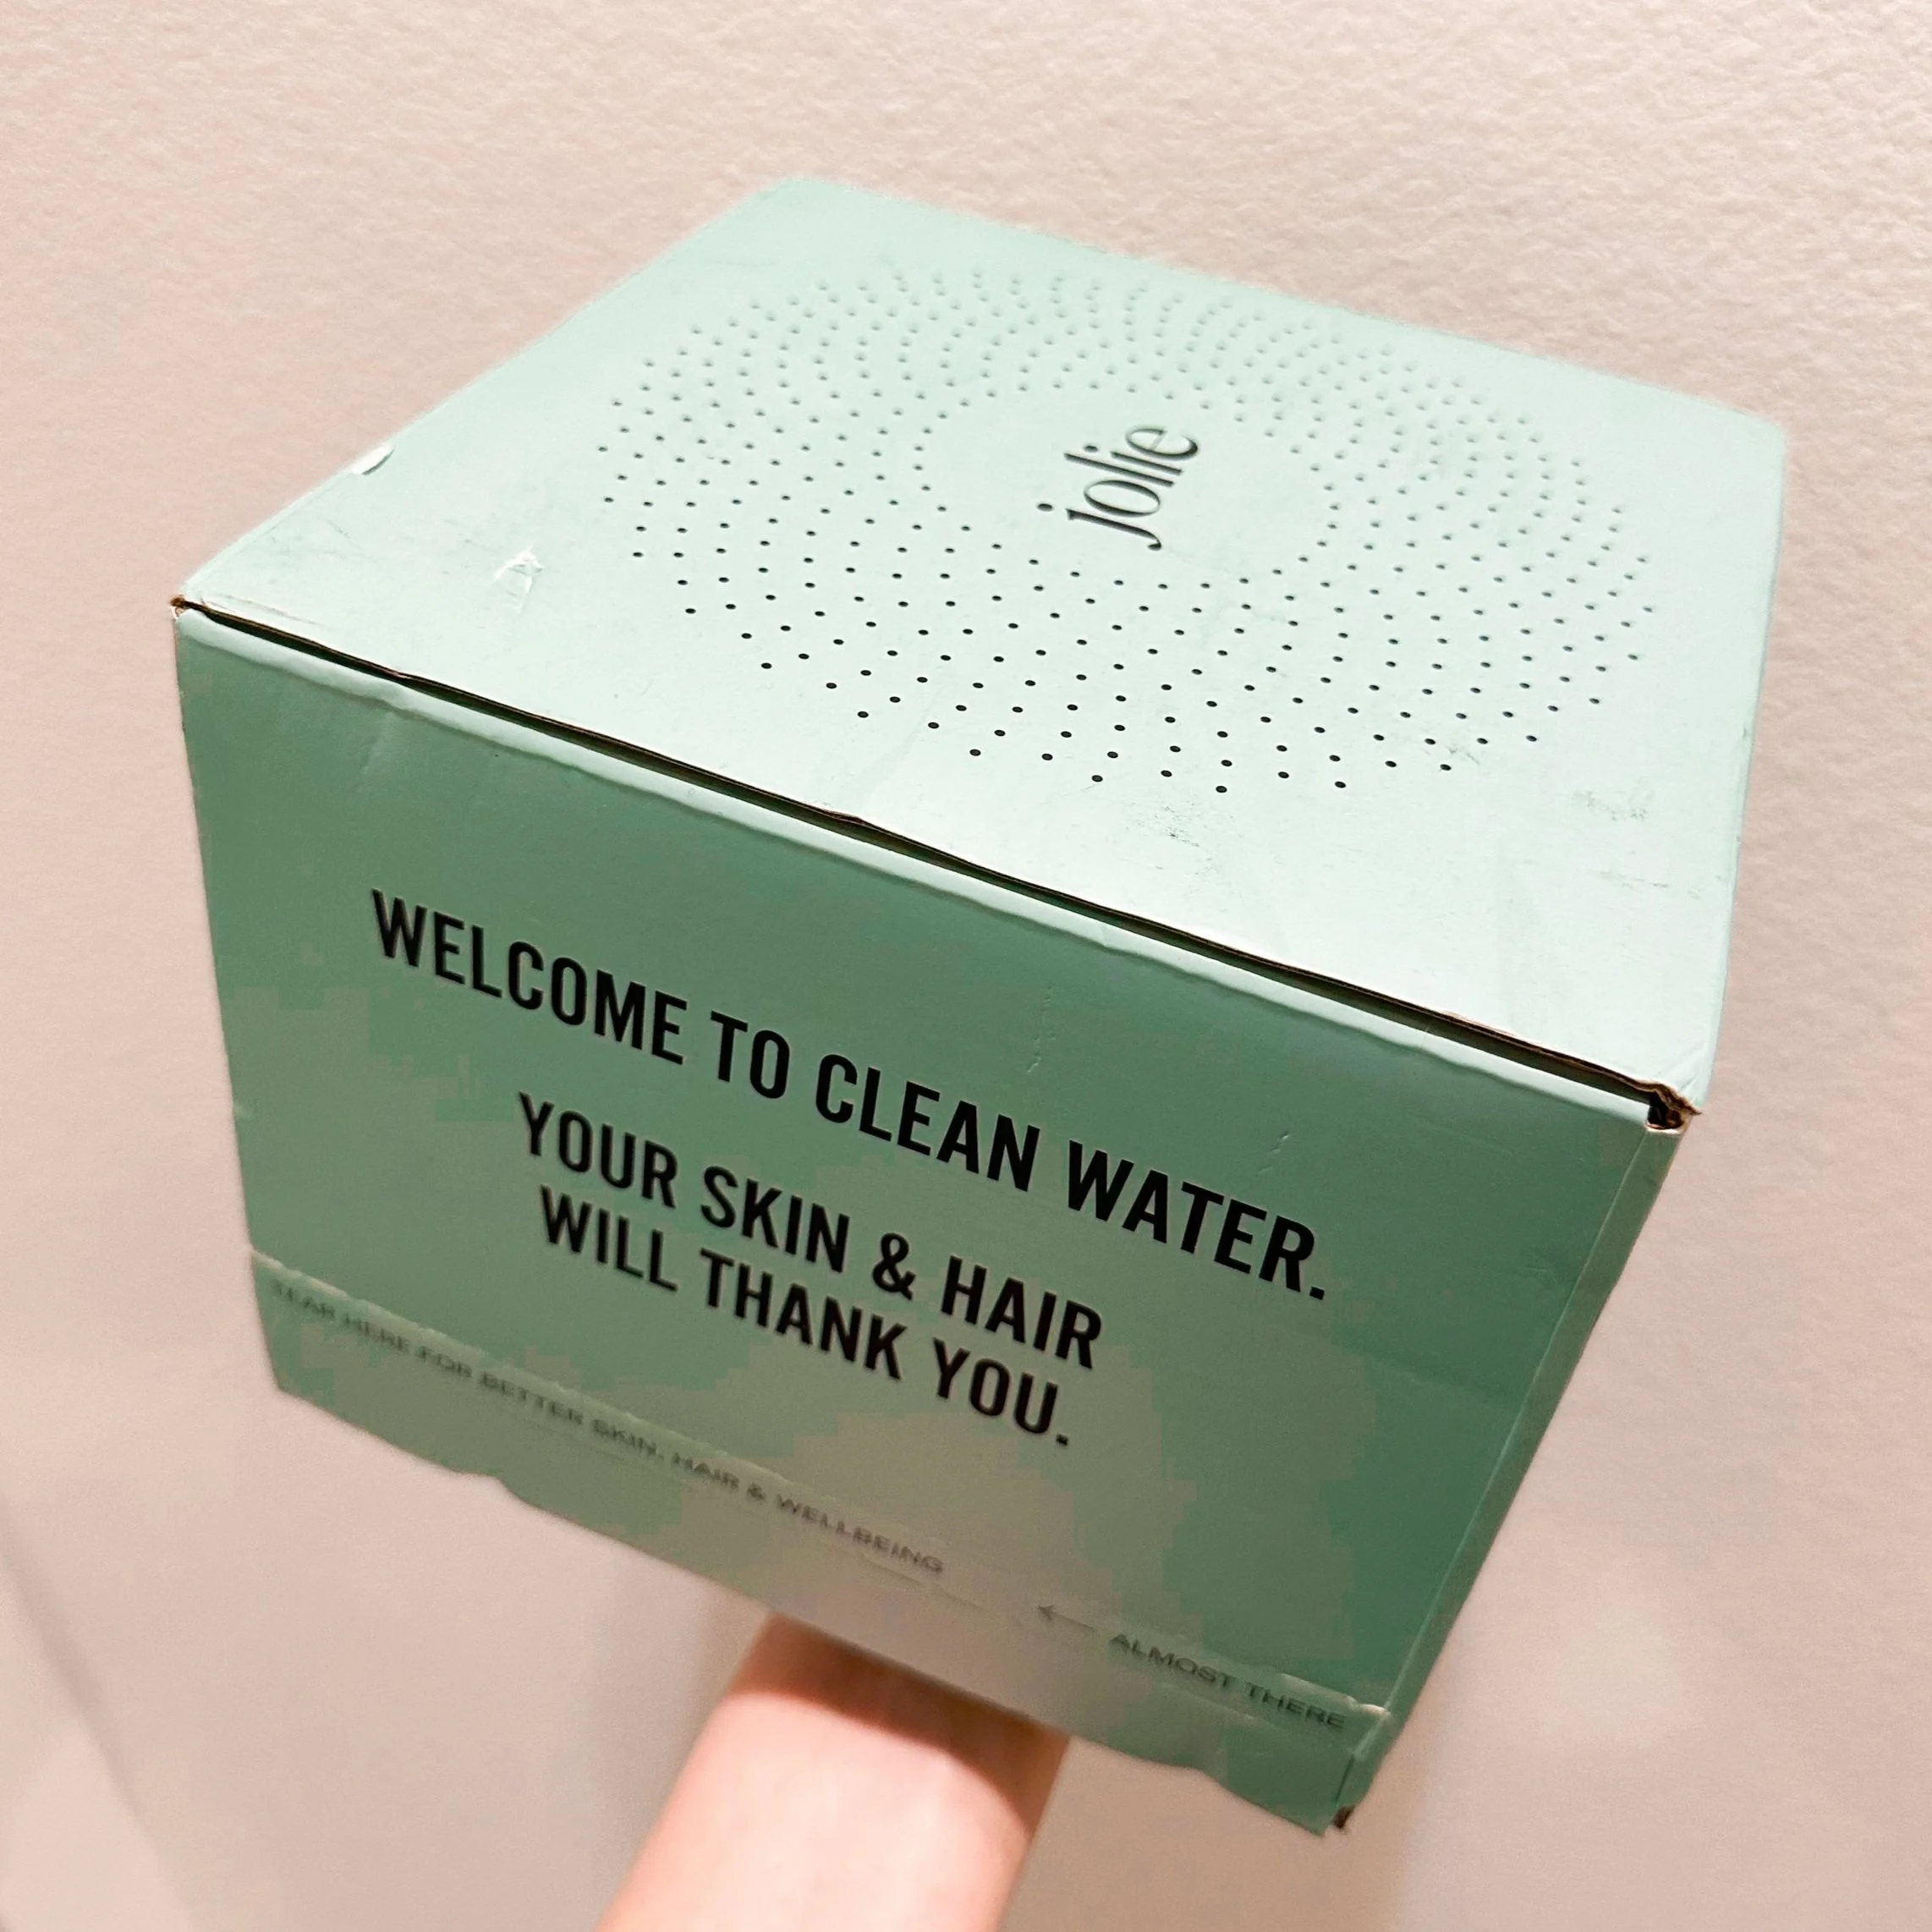 jolie
WELCOME TO CLEAN WATER.
YOUR SKIN & HAIR
WILL THANK YOU.
TEAR HERE FOR BETTER SKIN, HAIR & WELLBEING
← ALMOST THERE